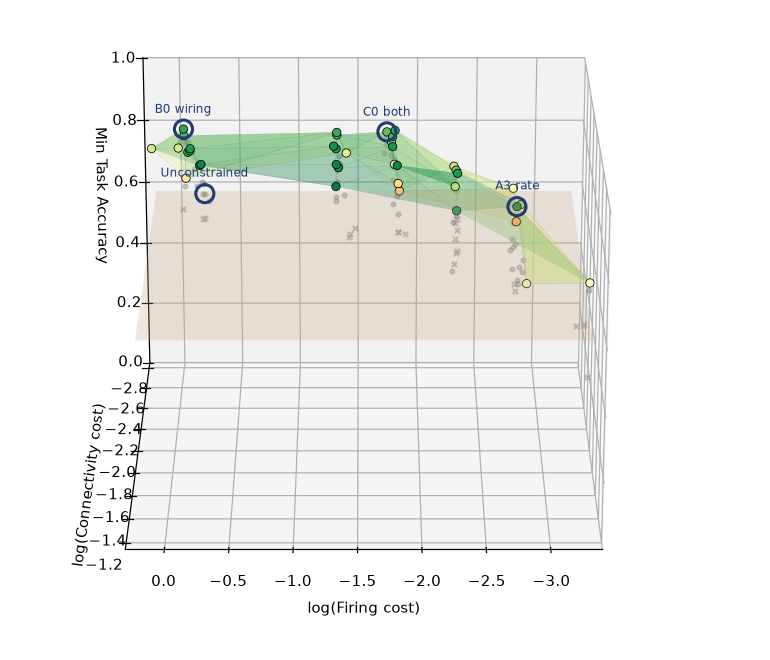 1.0
0.8
0.6
0.4
0.2
0.0
Min Task Accuracy
B0 wiring
C0 both
Unconstrained
A3 rate
−2.8
−2.6
−2.4
−2.2
−2.0
−1.8
−1.6
−1.4
−1.2
log(Connectivity cost)
0.0 −0.5 −1.0 −1.5 −2.0 −2.5 −3.0
log(Firing cost)